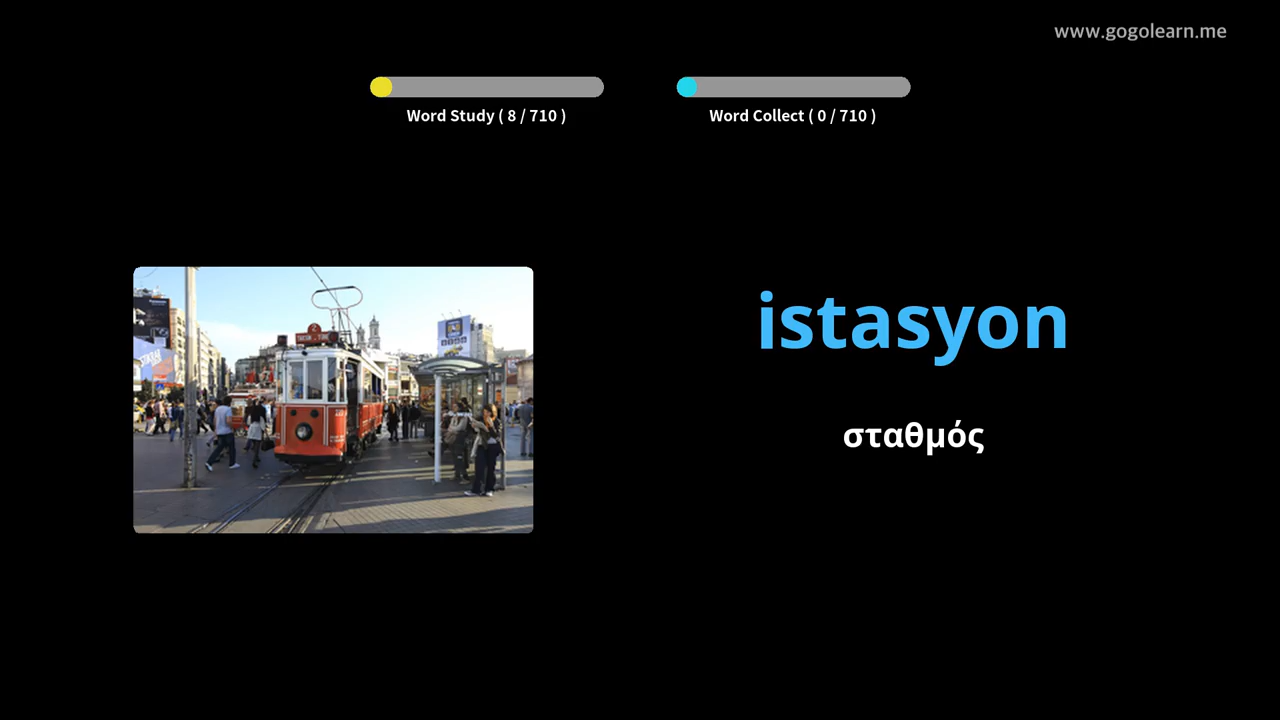 www.gogolearn.me
Word Study ( 8 / 710 )
Word Collect ( 0 / 710 )
istasyon
σταθμός